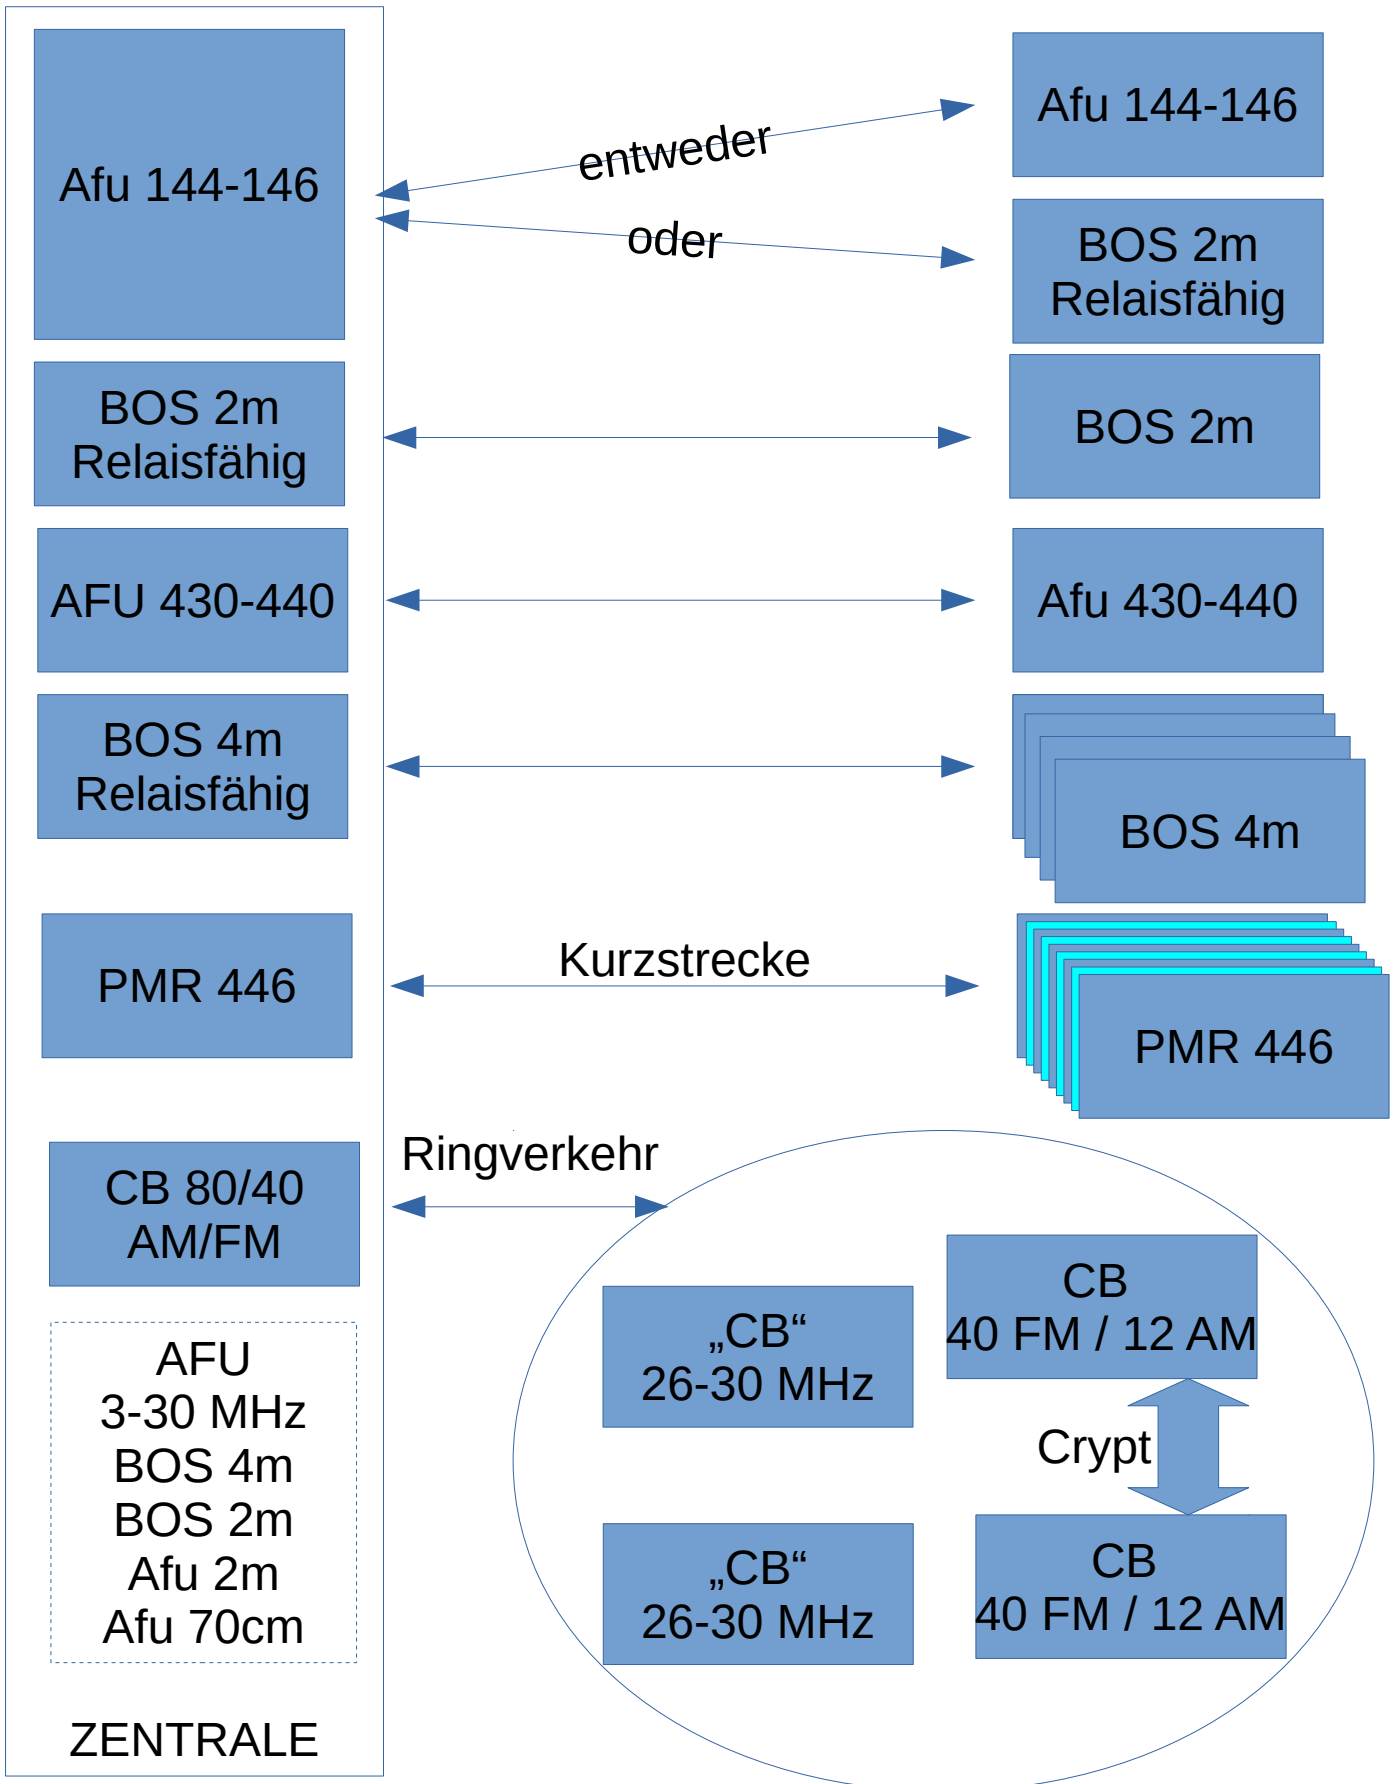 Afu 144-146
entweder
oder
Afu 144-146
BOS 2m
Relaisfähig
BOS 2m
Relaisfähig
BOS 2m
AFU 430-440
Afu 430-440
BOS 4m
Relaisfähig
BOS 4m
PMR 446
Kurzstrecke
PMR 446
CB 80/40
AM/FM
Ringverkehr
„CB“
26-30 MHz
CB
40 FM / 12 AM
Crypt
„CB“
26-30 MHz
CB
40 FM / 12 AM
AFU
3-30 MHz
BOS 4m
BOS 2m
Afu 2m
Afu 70cm
ZENTRALE